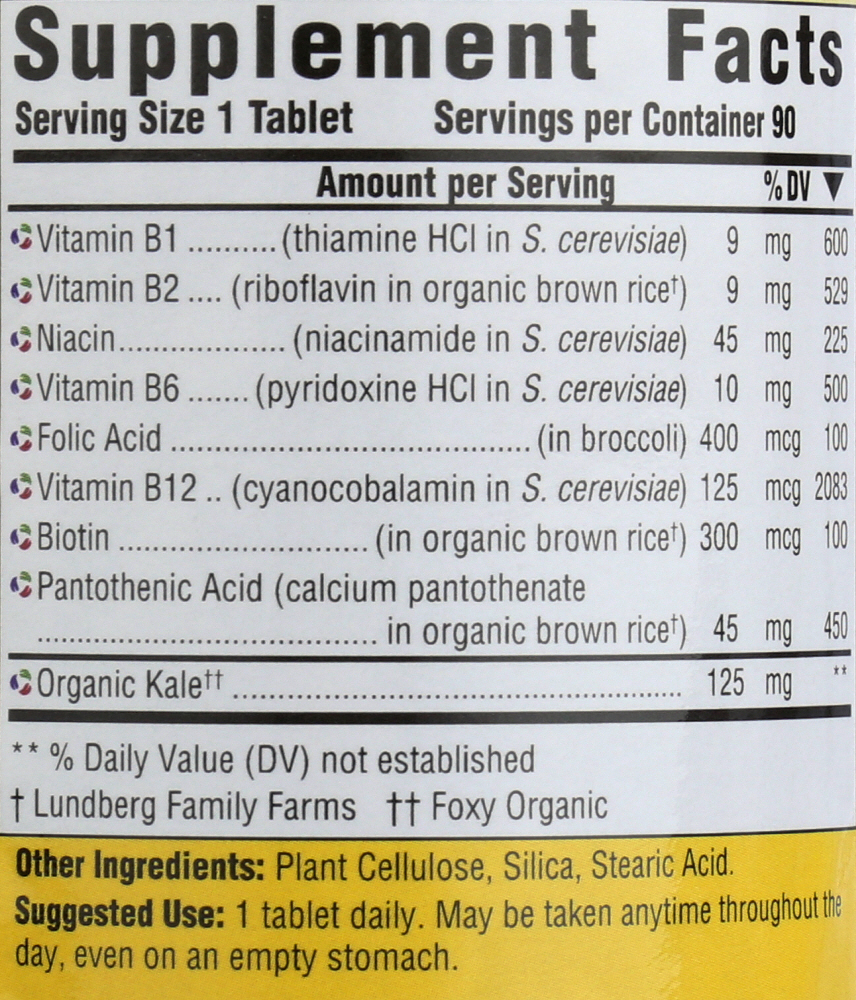 Supplement Facts
Serving Size 1 Tablet Servings per Container 90
Amount per Serving % DV ▼
Vitamin B1 ..........(thiamine HCl in S. cerevisiae) 9 mg 600
Vitamin B2 .... (riboflavin in organic brown rice†) 9 mg 529
Niacin................... (niacinamide in S. cerevisiae) 45 mg 225
Vitamin B6 .......(pyridoxine HCl in S. cerevisiae) 10 mg 500
Folic Acid ........................................(in broccoli) 400 mcg 100
Vitamin B12 .. (cyanocobalamin in S. cerevisiae) 125 mcg 2083
Biotin ............................ (in organic brown rice†) 300 mcg 100
Pantothenic Acid (calcium pantothenate
...................................... in organic brown rice†) 45 mg 450
Organic Kale†† .................................................. 125 mg **
** % Daily Value (DV) not established
† Lundberg Family Farms †† Foxy Organic
Other Ingredients: Plant Cellulose, Silica, Stearic Acid.
Suggested Use: 1 tablet daily. May be taken anytime throughout the
day, even on an empty stomach.